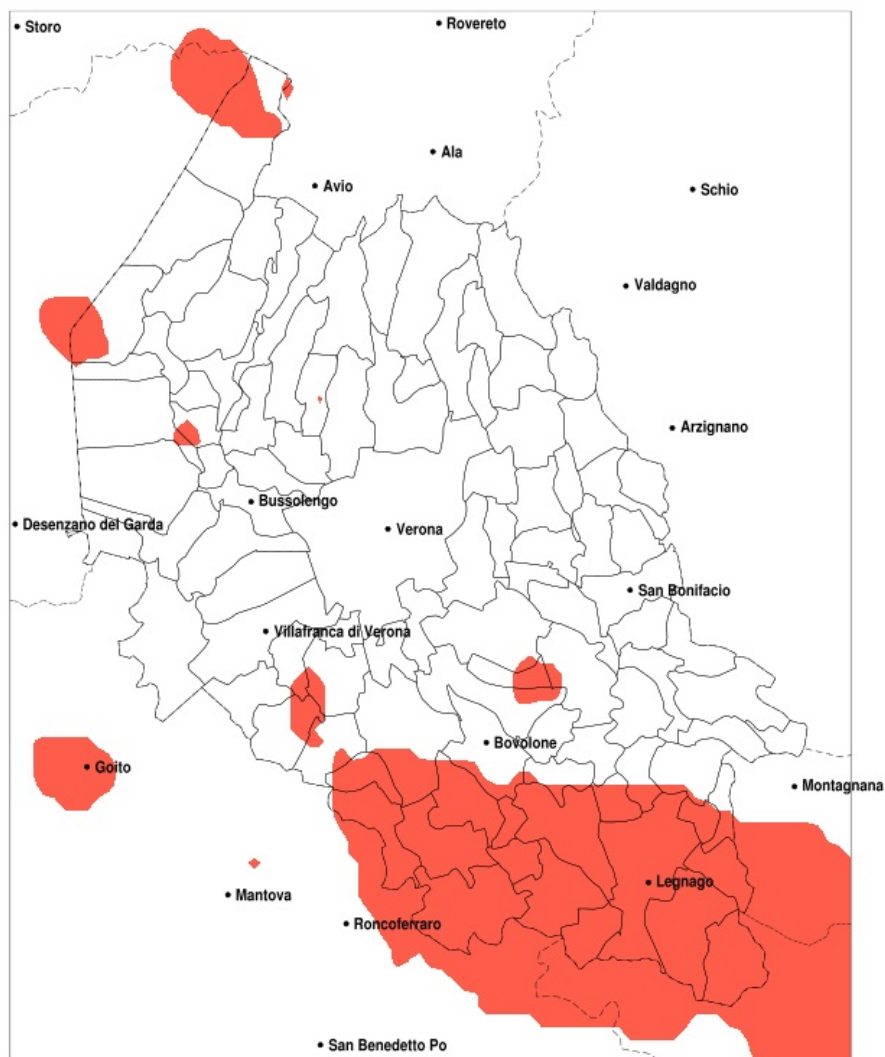 Storo
Rovereto
Ala
Avio
Schio
Valdagno
Arzignano
Bussolengo
Desenzano del Garda
Verona
San Bonifacio
Villafranca di Verona
Bovolone
Goito
Montagnana
Legnago
Mantova
Roncoferraro
San Benedetto Po